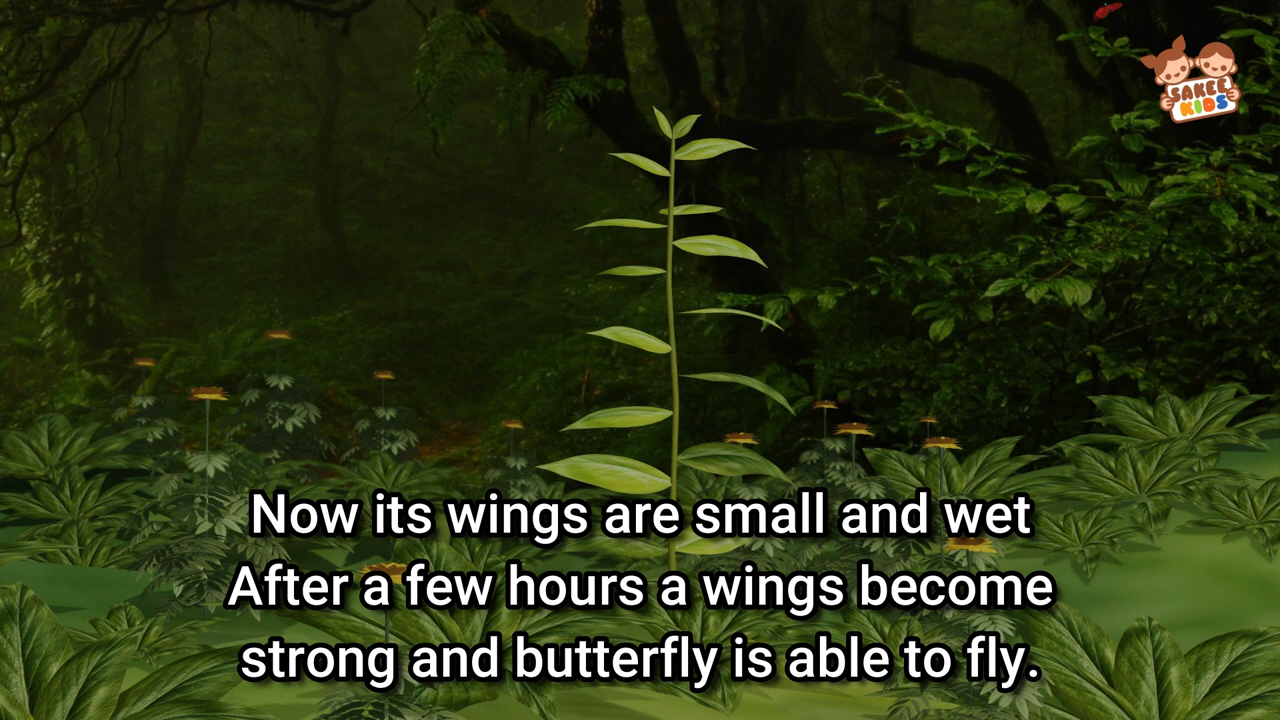 SAKEE
KIDS
Now its wings are small and wet
After a few hours a wings become
strong and butterfly is able to fly.